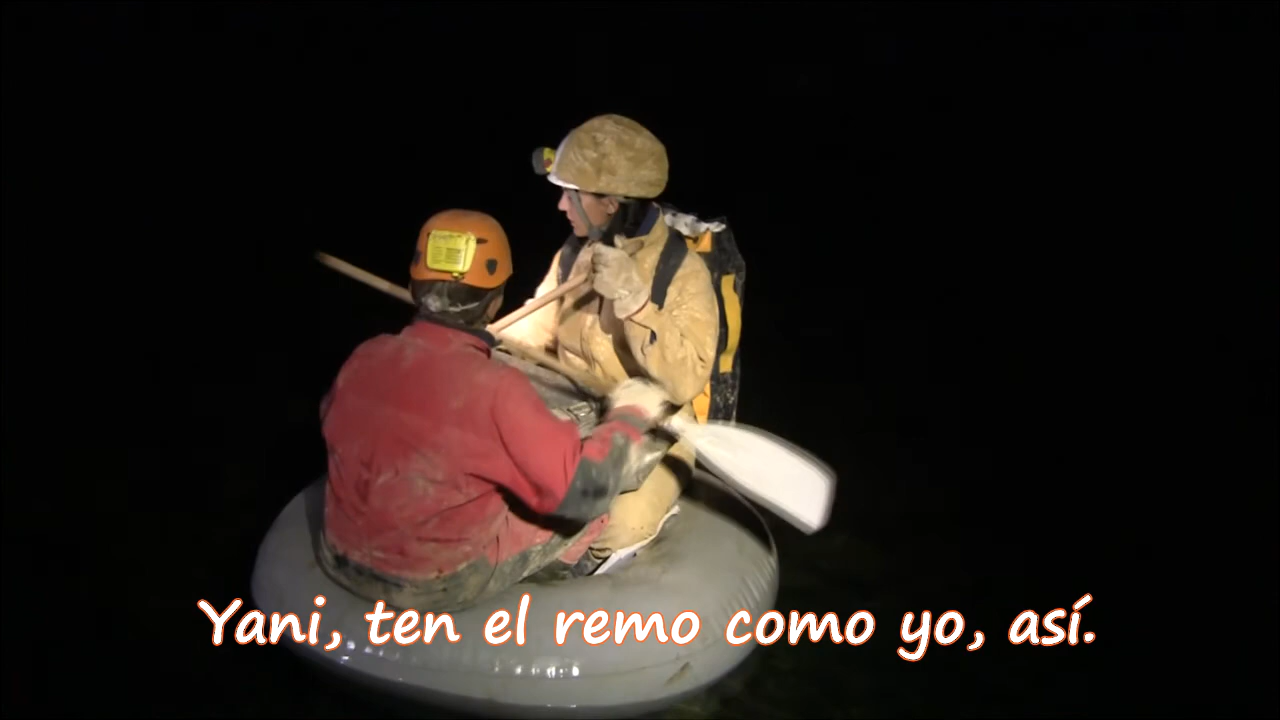 Yani, ten el remo como yo, así.